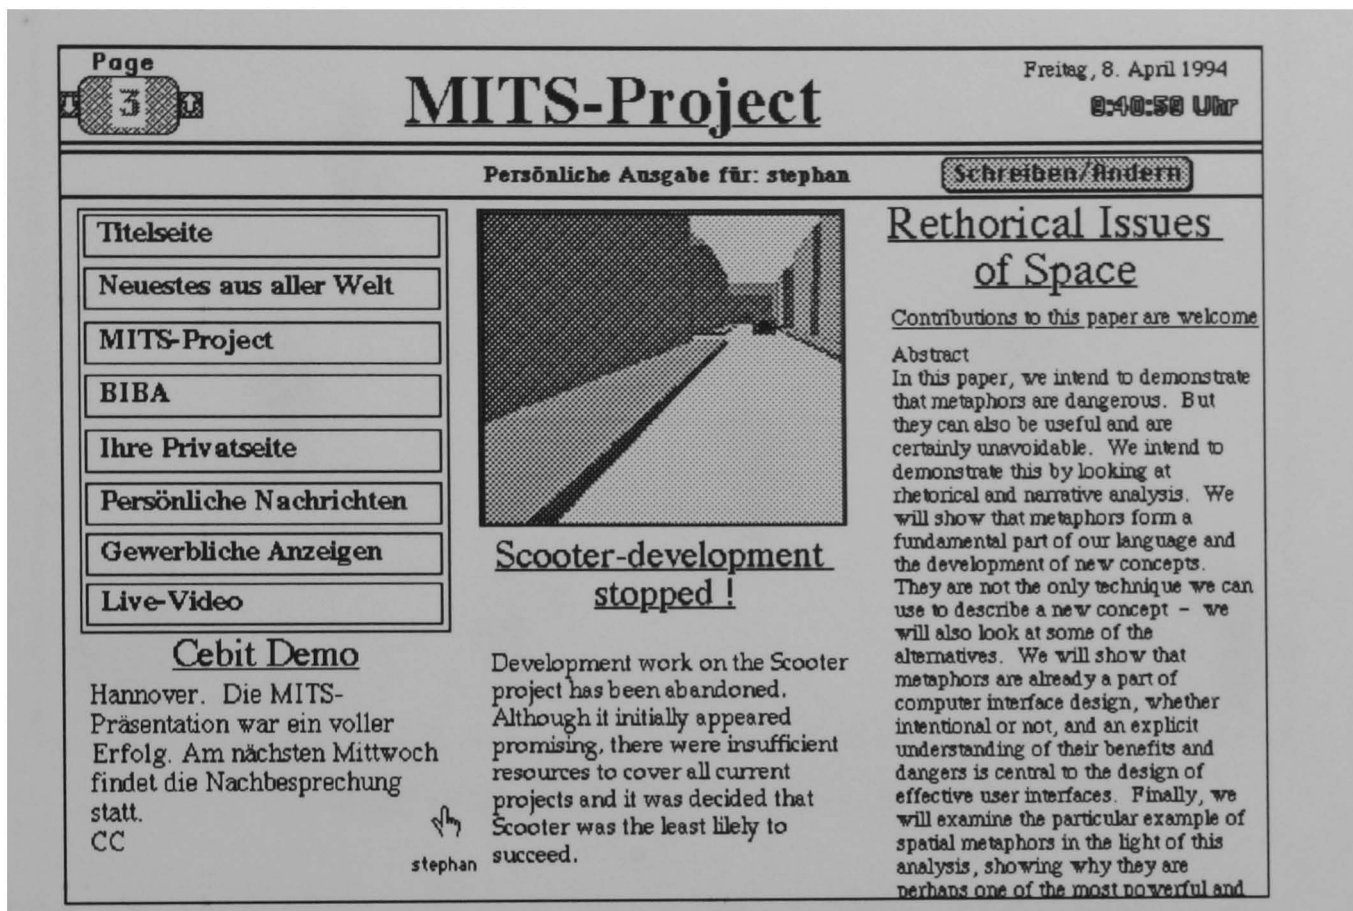 Page
3
MITS-Project
Freitag, 8. April 1994
9:40:50 Uhr
Persönliche Ausgabe für: stephan
Schreiben/Ändern
Titelseite
Neuestes aus aller Welt
MITS-Project
BIBA
Ihre Privatseite
Persönliche Nachrichten
Gewerbliche Anzeigen
Live-Video
Cebit Demo
Hannover. Die MITS-
Präsentation war ein voller
Erfolg. Am nächsten Mittwoch
findet die Nachbesprechung
statt.
CC
stephan
Scooter-development
stopped !
Development work on the Scooter
project has been abandoned.
Although it initially appeared
promising, there were insufficient
resources to cover all current
projects and it was decided that
Scooter was the least lilely to
succeed.
Rethorical Issues
of Space
Contributions to this paper are welcome
Abstract
In this paper, we intend to demonstrate
that metaphors are dangerous. But
they can also be useful and are
certainly unavoidable. We intend to
demonstrate this by looking at
rhetorical and narrative analysis. We
will show that metaphors form a
fundamental part of our language and
the development of new concepts.
They are not the only technique we can
use to describe a new concept - we
will also look at some of the
alternatives. We will show that
metaphors are already a part of
computer interface design, whether
intentional or not, and an explicit
understanding of their benefits and
dangers is central to the design of
effective user interfaces. Finally, we
will examine the particular example of
spatial metaphors in the light of this
analysis, showing why they are
perhaps one of the most powerful and